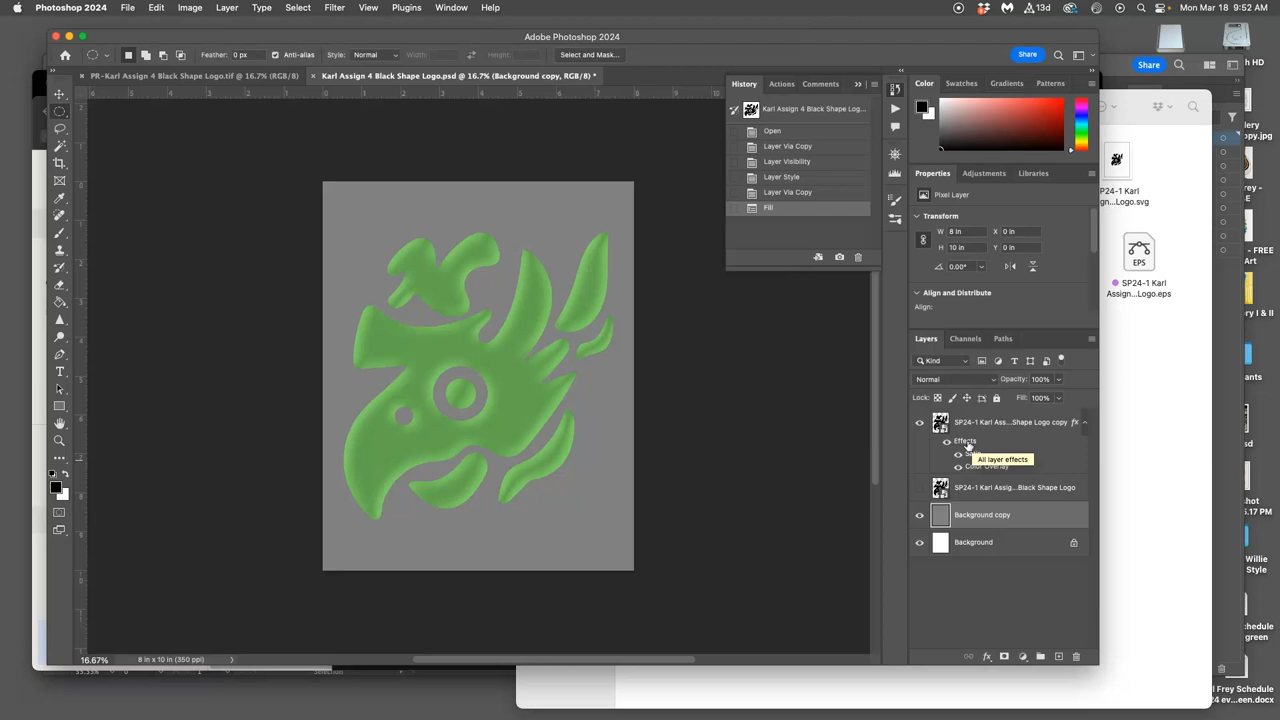 Photoshop 2024 File Edit Image Layer Type Select Filter View Plugins Window Help 13d Mon Mar 18 9:52 AM
Adobe Photoshop 2024
Feather: 0 px Anti-alias Style: Normal Width: Height: Select and Mask... Share
Share
PR-Karl Assign 4 Black Shape Logo.tif @ 16.7% (RGB/8) Karl Assign 4 Black Shape Logo.psd @ 16.7% (Background copy, RGB/8) *
History Actions Comments
Karl Assign 4 Black Shape Log...
Open
Layer Via Copy
Layer Visibility
Layer Style
Layer Via Copy
Fill
Color Swatches Gradients Patterns
Properties Adjustments Libraries
Pixel Layer
Transform
W 8 in X 0 in
H 10 in Y 0 in
0.00°
Align and Distribute
Align:
Layers Channels Paths
Kind
Normal Opacity: 100%
Lock: Fill: 100%
SP24-1 Karl Ass...Shape Logo copy fx
Effects
All layer effects
Color Overlay
SP24-1 Karl Assig...Black Shape Logo
Background copy
Background
16.67% 8 in x 10 in (350 ppi)
SP24-1 Karl
Assig...Logo.svg
EPS
SP24-1 Karl
Assign...Logo.eps